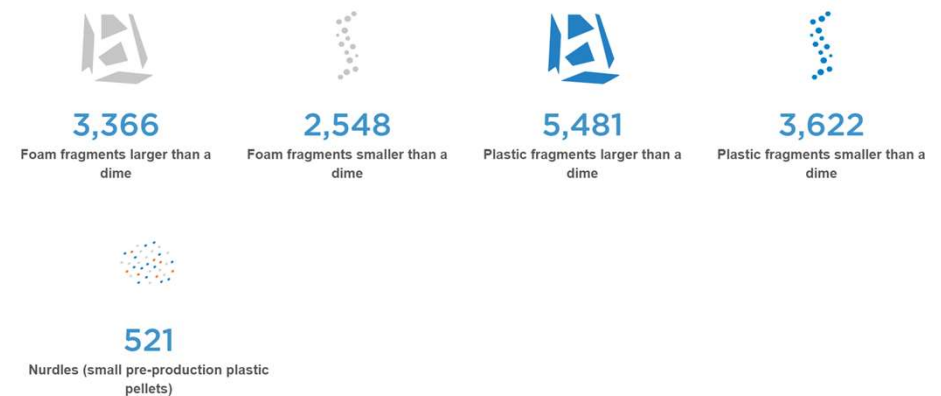 3,366
Foam fragments larger than a
dime
2,548
Foam fragments smaller than a
dime
5,481
Plastic fragments larger than a
dime
3,622
Plastic fragments smaller than a
dime
521
Nurdles (small pre-production plastic
pellets)